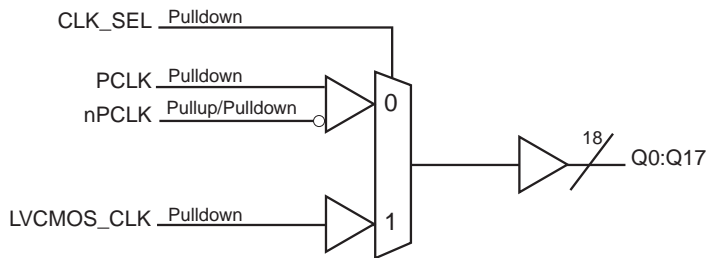 CLK_SEL Pulldown
PCLK Pulldown
nPCLK Pullup/Pulldown
0
18
Q0:Q17
LVCMOS_CLK Pulldown
1